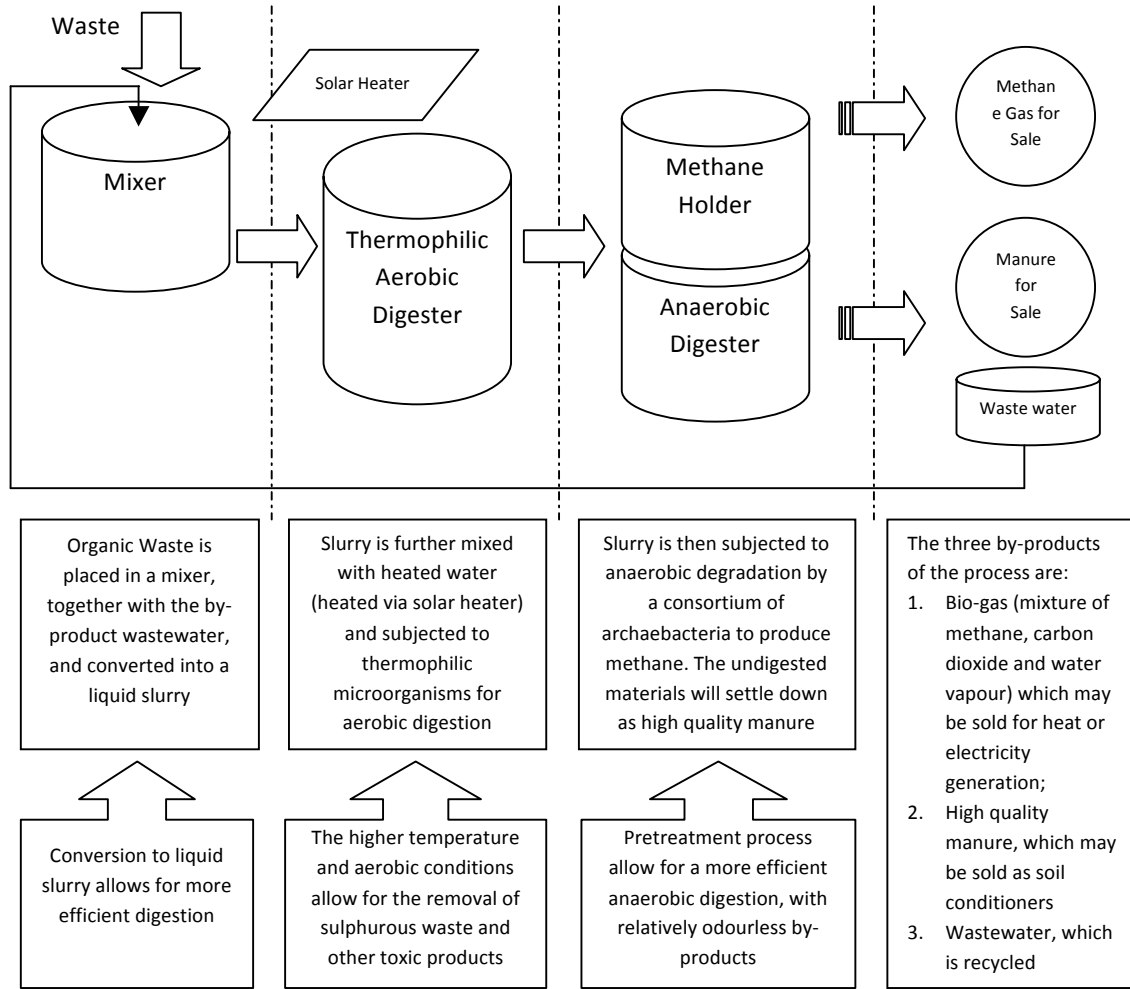 Waste
Solar Heater
Mixer
Thermophilic
Aerobic
Digester
Methane
Holder
Anaerobic
Digester
Methan
e Gas for
Sale
Manure
for
Sale
Waste water
Organic Waste is
placed in a mixer,
together with the by-
product wastewater,
and converted into a
liquid slurry
Slurry is further mixed
with heated water
(heated via solar heater)
and subjected to
thermophilic
microorganisms for
aerobic digestion
Slurry is then subjected to
anaerobic degradation by
a consortium of
archaebacteria to produce
methane. The undigested
materials will settle down
as high quality manure
The three by-products
of the process are:
1. Bio-gas (mixture of
methane, carbon
dioxide and water
vapour) which may
be sold for heat or
electricity
generation;
2. High quality
manure, which may
be sold as soil
conditioners
3. Wastewater, which
is recycled
Conversion to liquid
slurry allows for more
efficient digestion
The higher temperature
and aerobic conditions
allow for the removal of
sulphurous waste and
other toxic products
Pretreatment process
allow for a more efficient
anaerobic digestion, with
relatively odourless by-
products